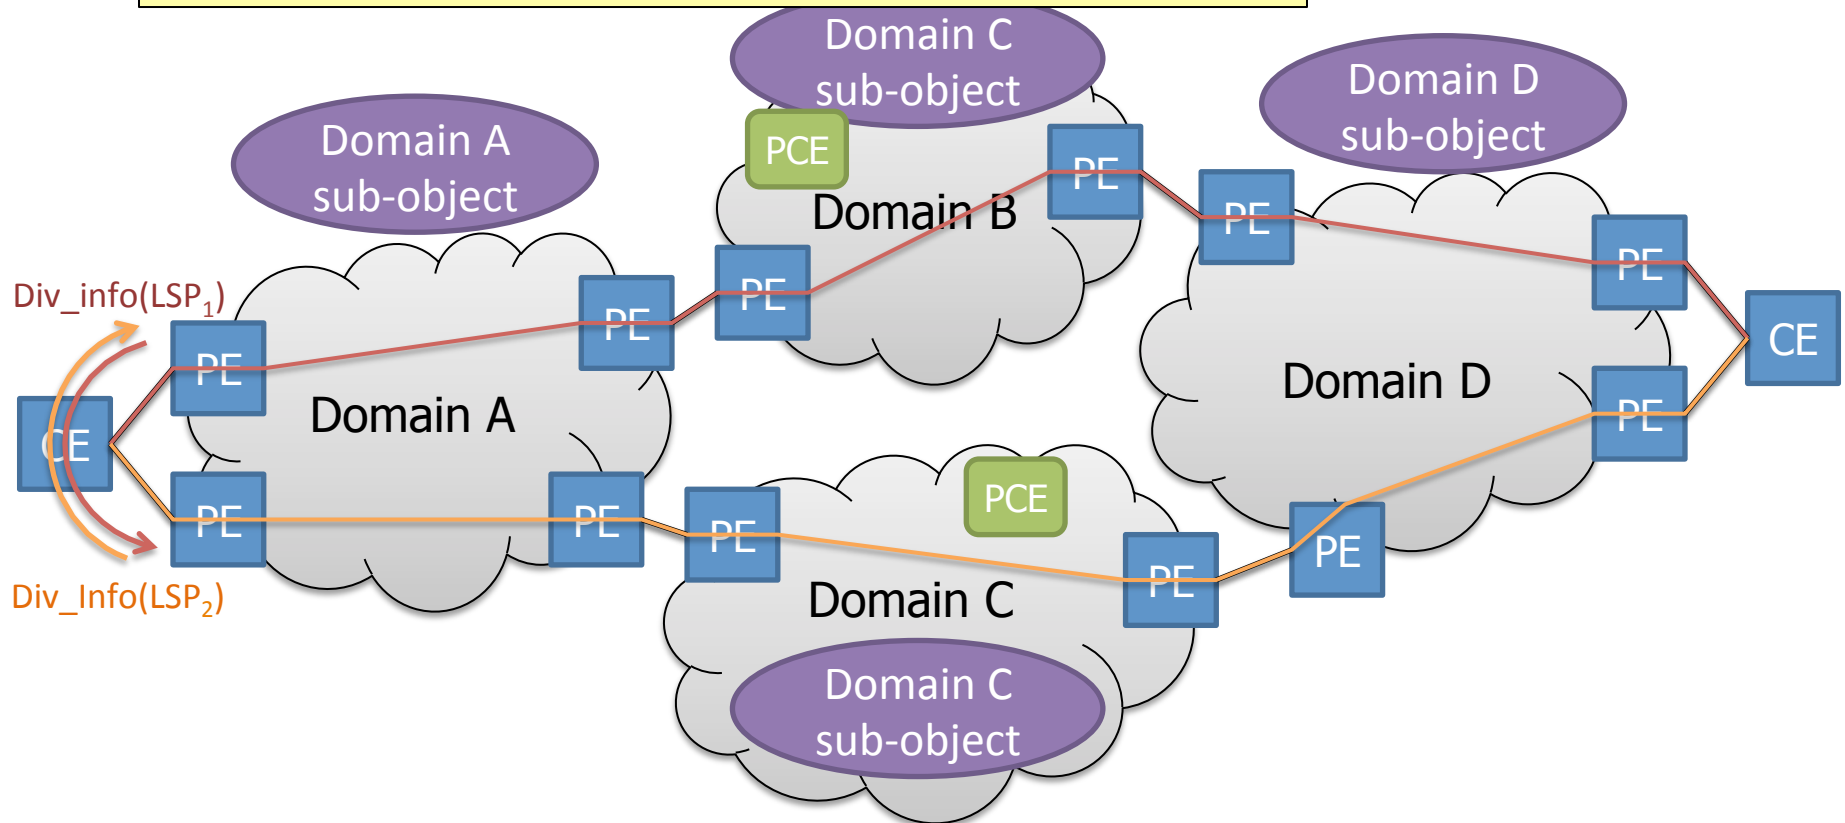 Domain C
sub-object
Domain D
sub-object
Domain A
sub-object
PCE
PE
Domain B
PE
PE
PE
Div_info(LSP1)
PE
PE
PE
CE
Domain D
Domain A
PE
CE
PCE
PE
PE
PE
PE
PE
Domain C
Div_Info(LSP2)
Domain C
sub-object